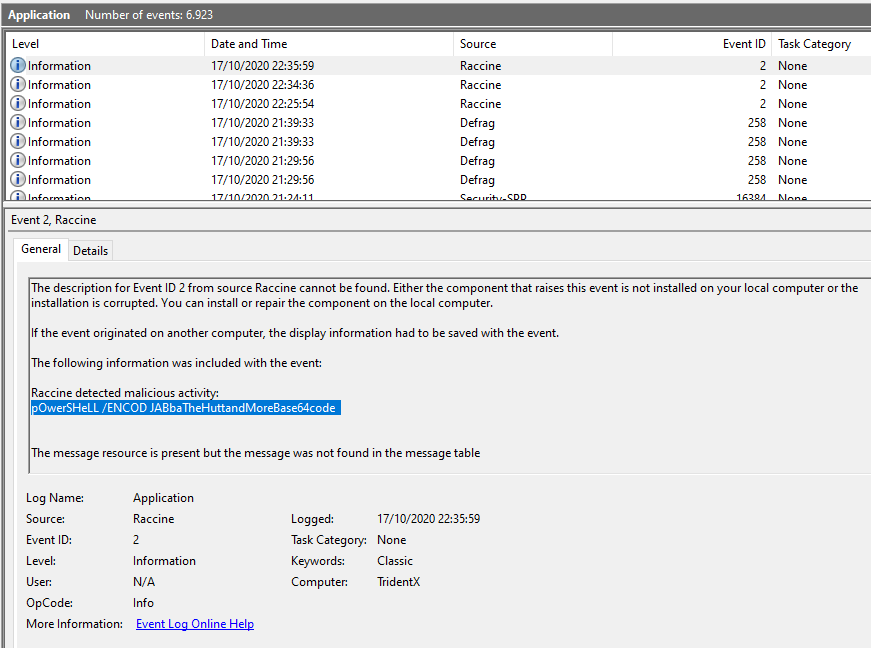 Application Number of events: 6.923
Level Date and Time Source Event ID Task Category
Information 17/10/2020 22:35:59 Raccine 2 None
Information 17/10/2020 22:34:36 Raccine 2 None
Information 17/10/2020 22:25:54 Raccine 2 None
Information 17/10/2020 21:39:33 Defrag 258 None
Information 17/10/2020 21:39:33 Defrag 258 None
Information 17/10/2020 21:29:56 Defrag 258 None
Information 17/10/2020 21:29:56 Defrag 258 None
Information 17/10/2020 21:24:11 Security-SPP 16384 None
Event 2, Raccine
General Details
The description for Event ID 2 from source Raccine cannot be found. Either the component that raises this event is not installed on your local computer or the
installation is corrupted. You can install or repair the component on the local computer.
If the event originated on another computer, the display information had to be saved with the event.
The following information was included with the event:
Raccine detected malicious activity:
pOwerSHeLL /ENCOD JABbaTheHuttandMoreBase64code
The message resource is present but the message was not found in the message table
Log Name: Application
Source: Raccine Logged: 17/10/2020 22:35:59
Event ID: 2 Task Category: None
Level: Information Keywords: Classic
User: N/A Computer: TridentX
OpCode: Info
More Information: Event Log Online Help